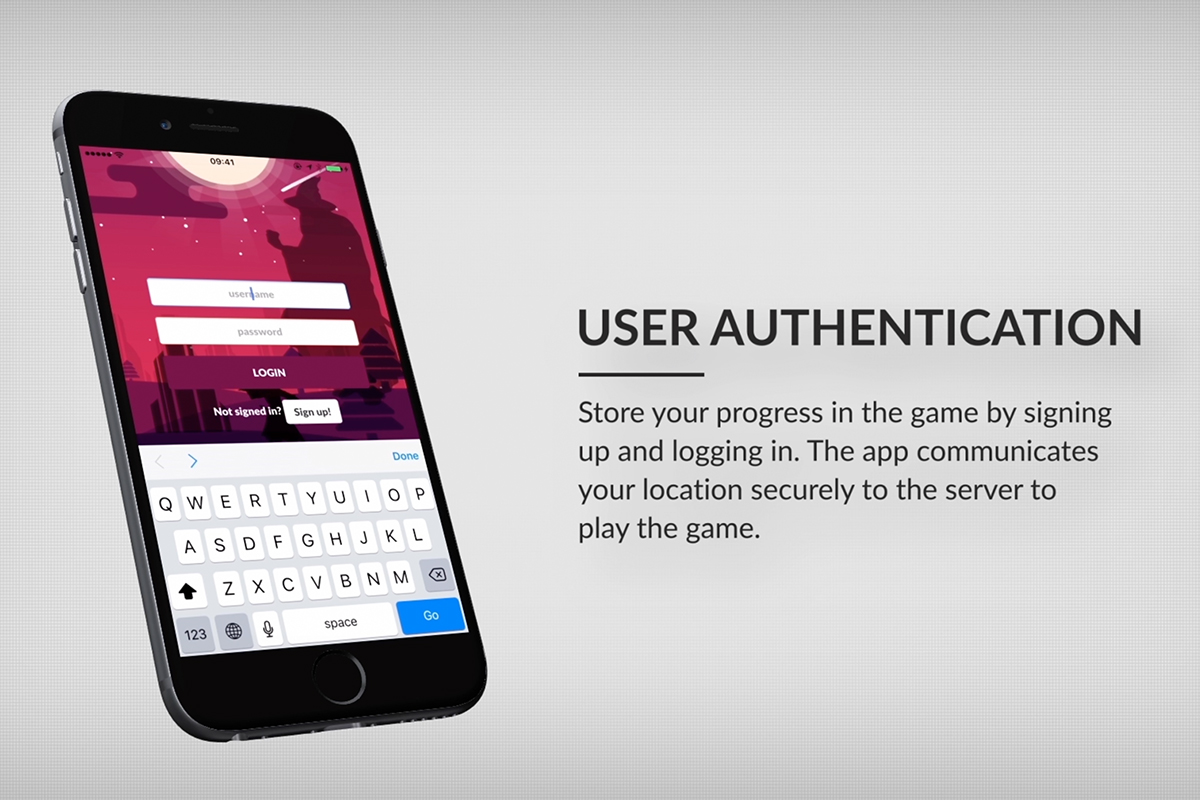 09:41
username
password
LOGIN
Not signed in? Sign up!
Done
Q W E R T Y U I O P
A S D F G H J K L
Z X C V B N M
123 space Go
USER AUTHENTICATION
Store your progress in the game by signing
up and logging in. The app communicates
your location securely to the server to
play the game.